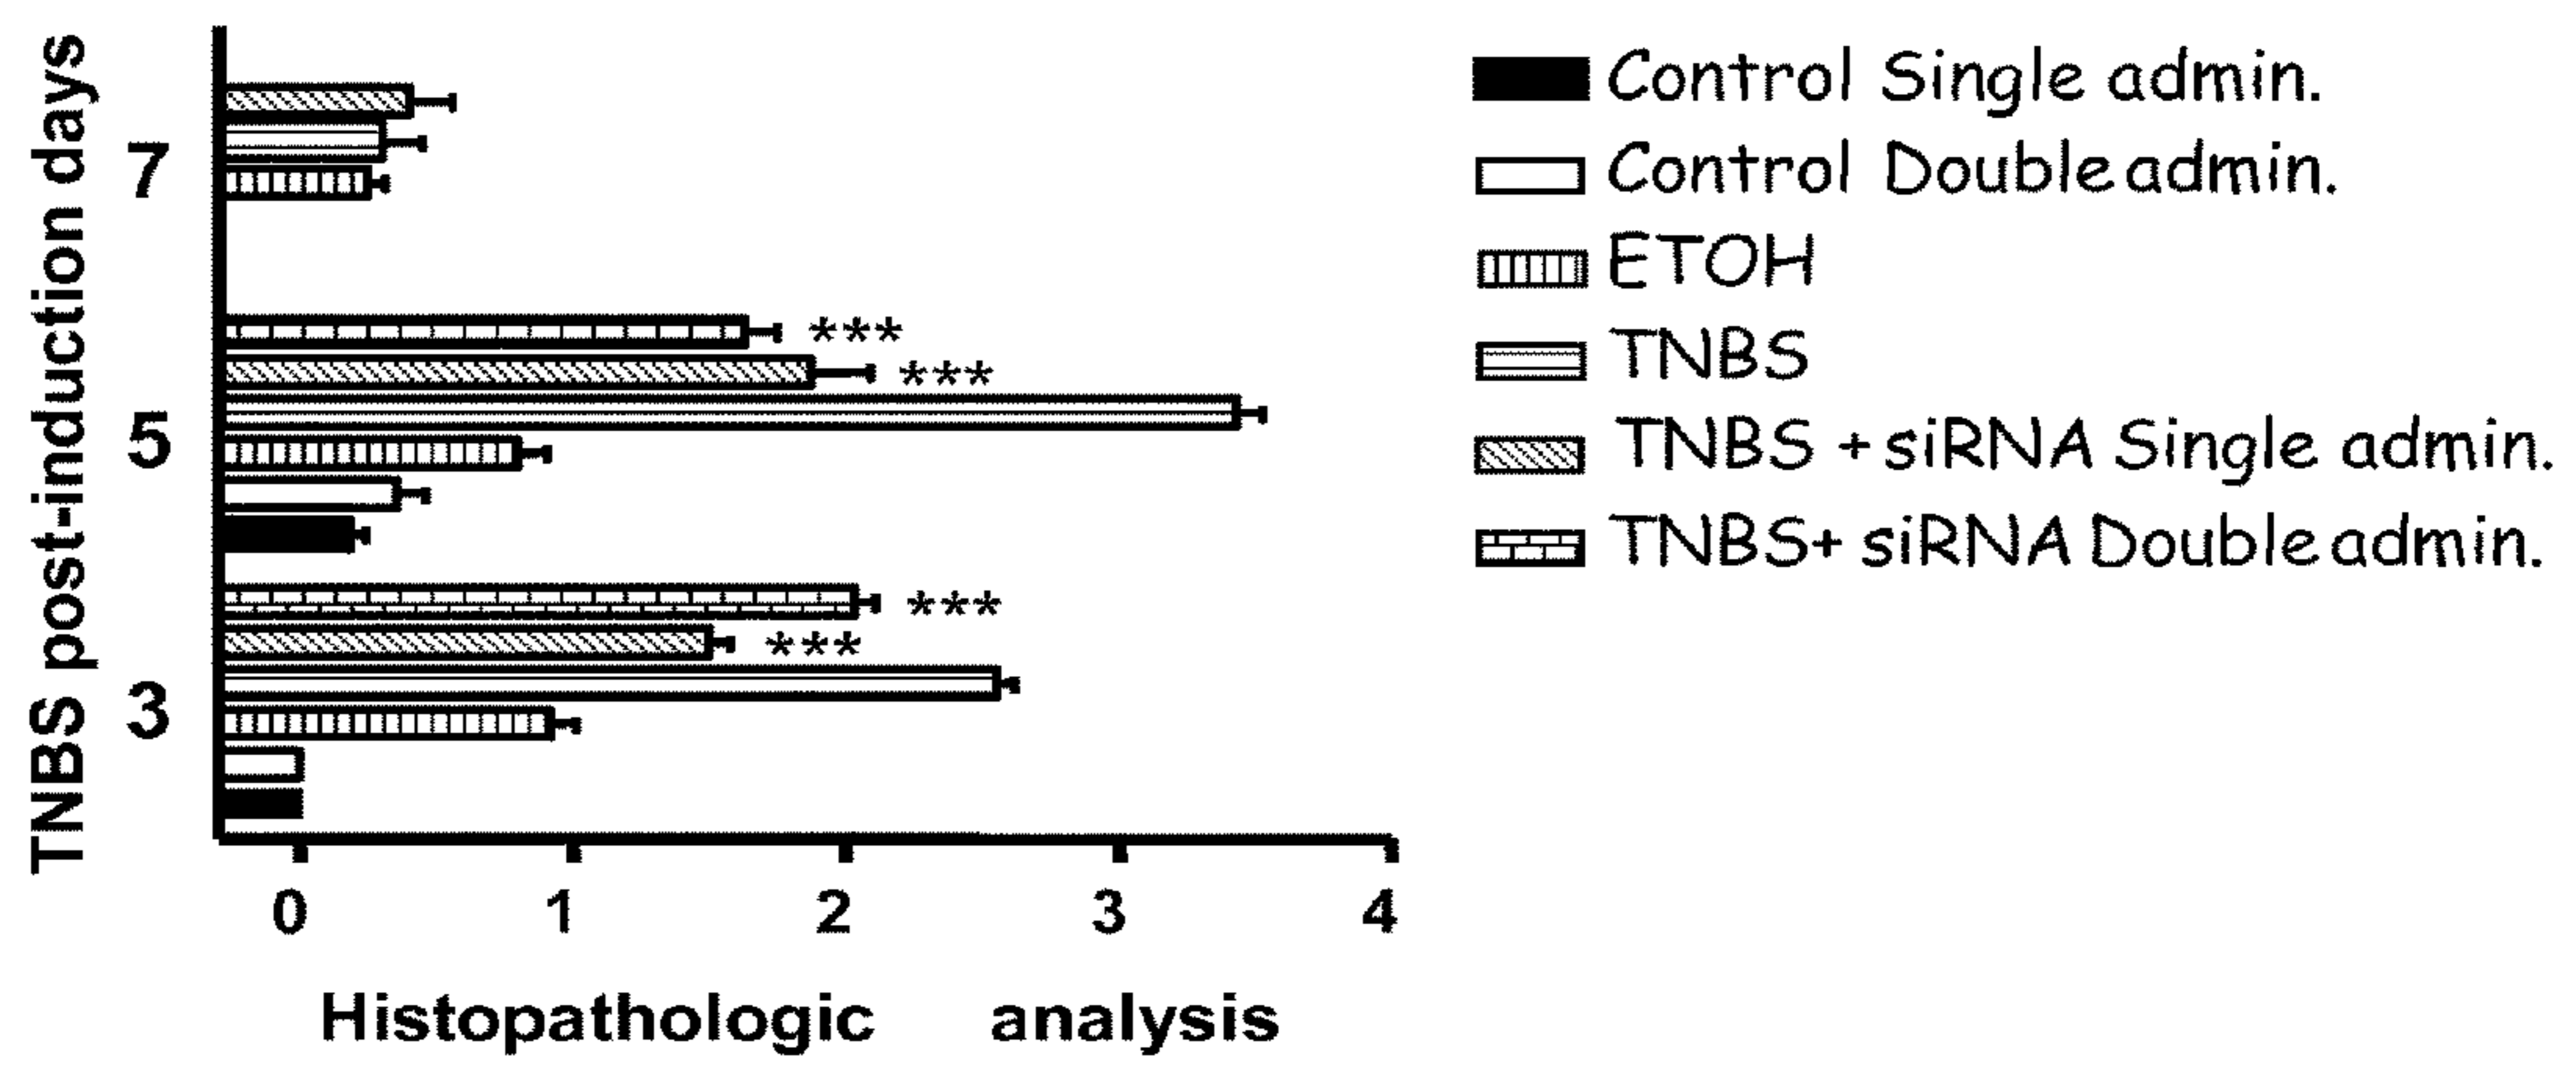 TNBS post-induction days
7
5
3
***
***
***
***
0 1 2 3 4
Histopathologic analysis
Control Single admin.
Control Double admin.
ETOH
TNBS
TNBS +siRNA Single admin.
TNBS+ siRNA Double admin.